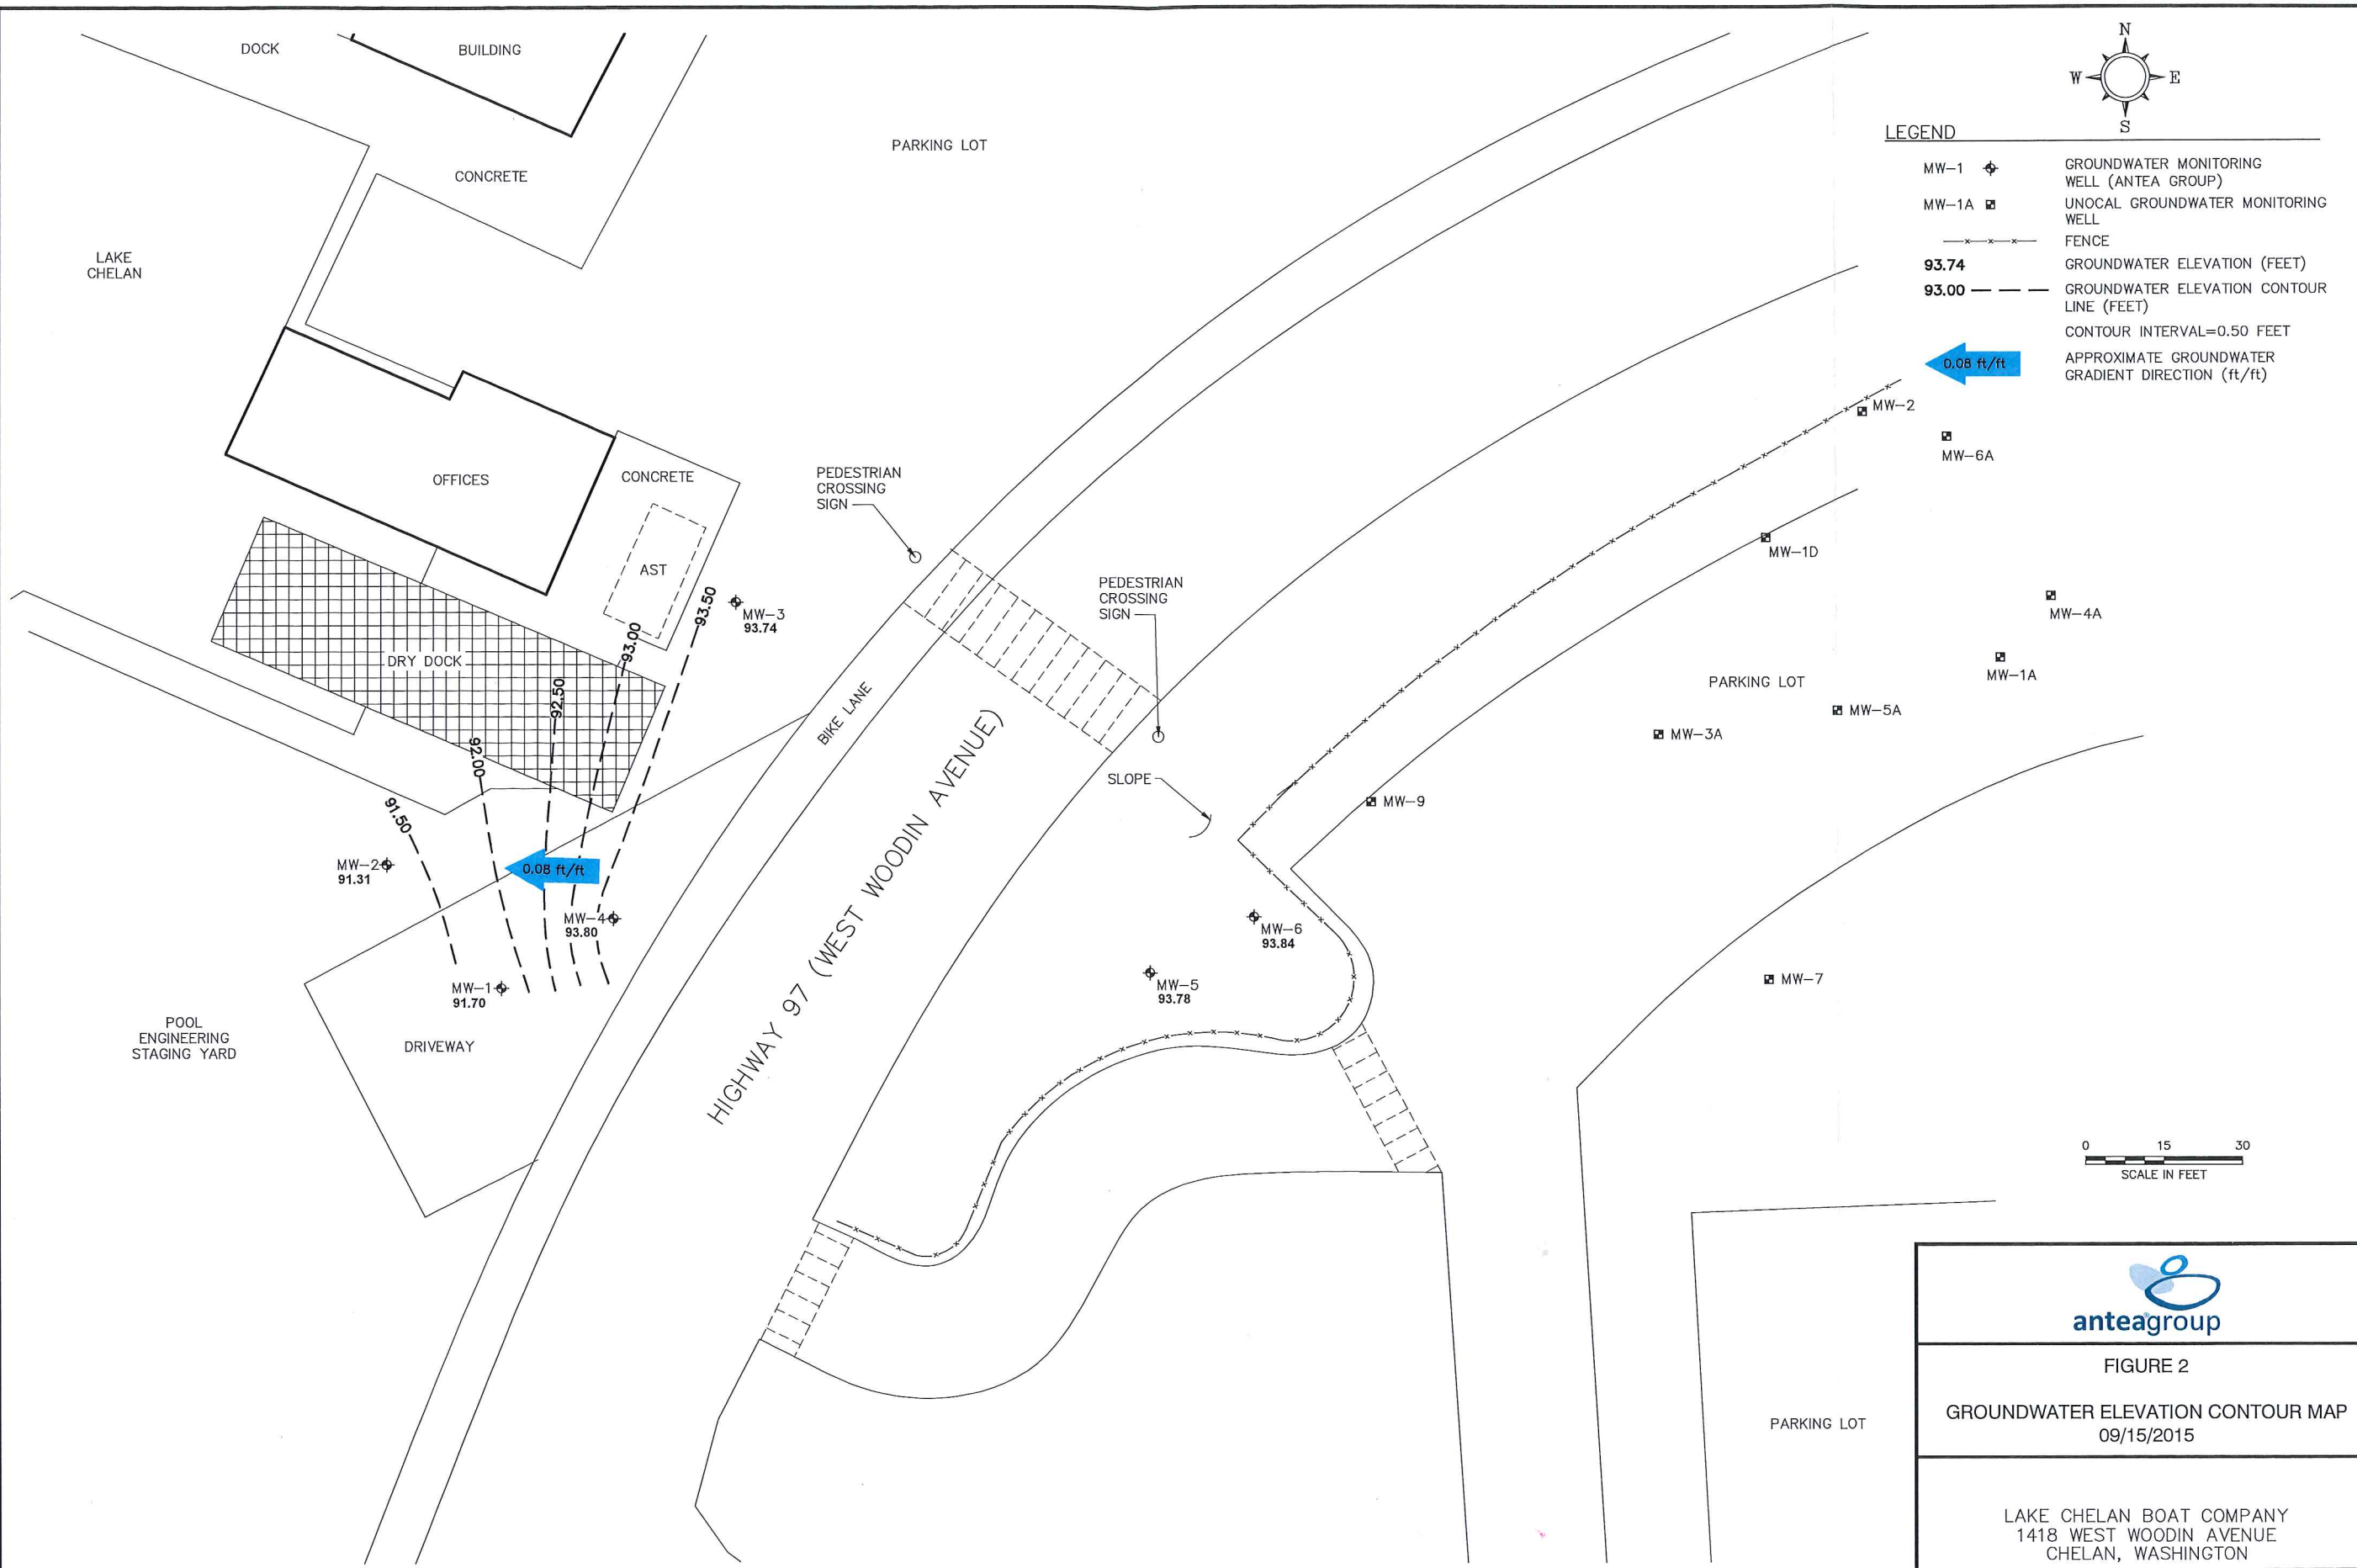 DOCK
BUILDING
CONCRETE
PARKING LOT
LAKE
CHELAN
OFFICES
CONCRETE
AST
DRY DOCK
PEDESTRIAN
CROSSING
SIGN
PEDESTRIAN
CROSSING
SIGN
BIKE LANE
SLOPE
HIGHWAY 97 (WEST WOODIN AVENUE)
93.50
93.00
92.50
92.00
91.50
MW-3
93.74
MW-2
91.31
0.08 ft/ft
MW-4
93.80
MW-1
91.70
DRIVEWAY
POOL
ENGINEERING
STAGING YARD
MW-6
93.84
MW-5
93.78
MW-9
MW-2
MW-6A
MW-1D
MW-4A
MW-1A
PARKING LOT
MW-5A
MW-3A
MW-7
PARKING LOT
N
W
E
S
LEGEND
MW-1 GROUNDWATER MONITORING
WELL (ANTEA GROUP)
MW-1A UNOCAL GROUNDWATER MONITORING
WELL
FENCE
93.74 GROUNDWATER ELEVATION (FEET)
93.00 GROUNDWATER ELEVATION CONTOUR
LINE (FEET)
CONTOUR INTERVAL=0.50 FEET
0.08 ft/ft APPROXIMATE GROUNDWATER
GRADIENT DIRECTION (ft/ft)
0 15 30
SCALE IN FEET
anteagroup
FIGURE 2
GROUNDWATER ELEVATION CONTOUR MAP
09/15/2015
LAKE CHELAN BOAT COMPANY
1418 WEST WOODIN AVENUE
CHELAN, WASHINGTON